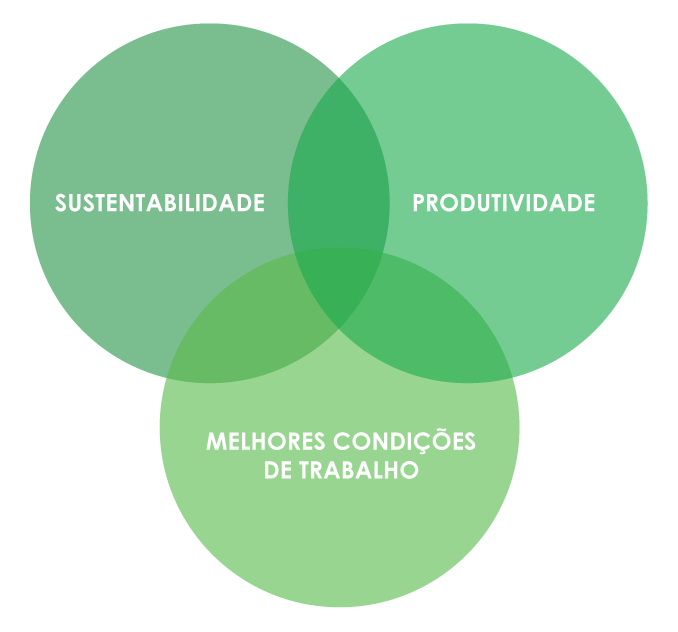 SUSTENTABILIDADE
PRODUTIVIDADE
MELHORES CONDIÇÕES
DE TRABALHO